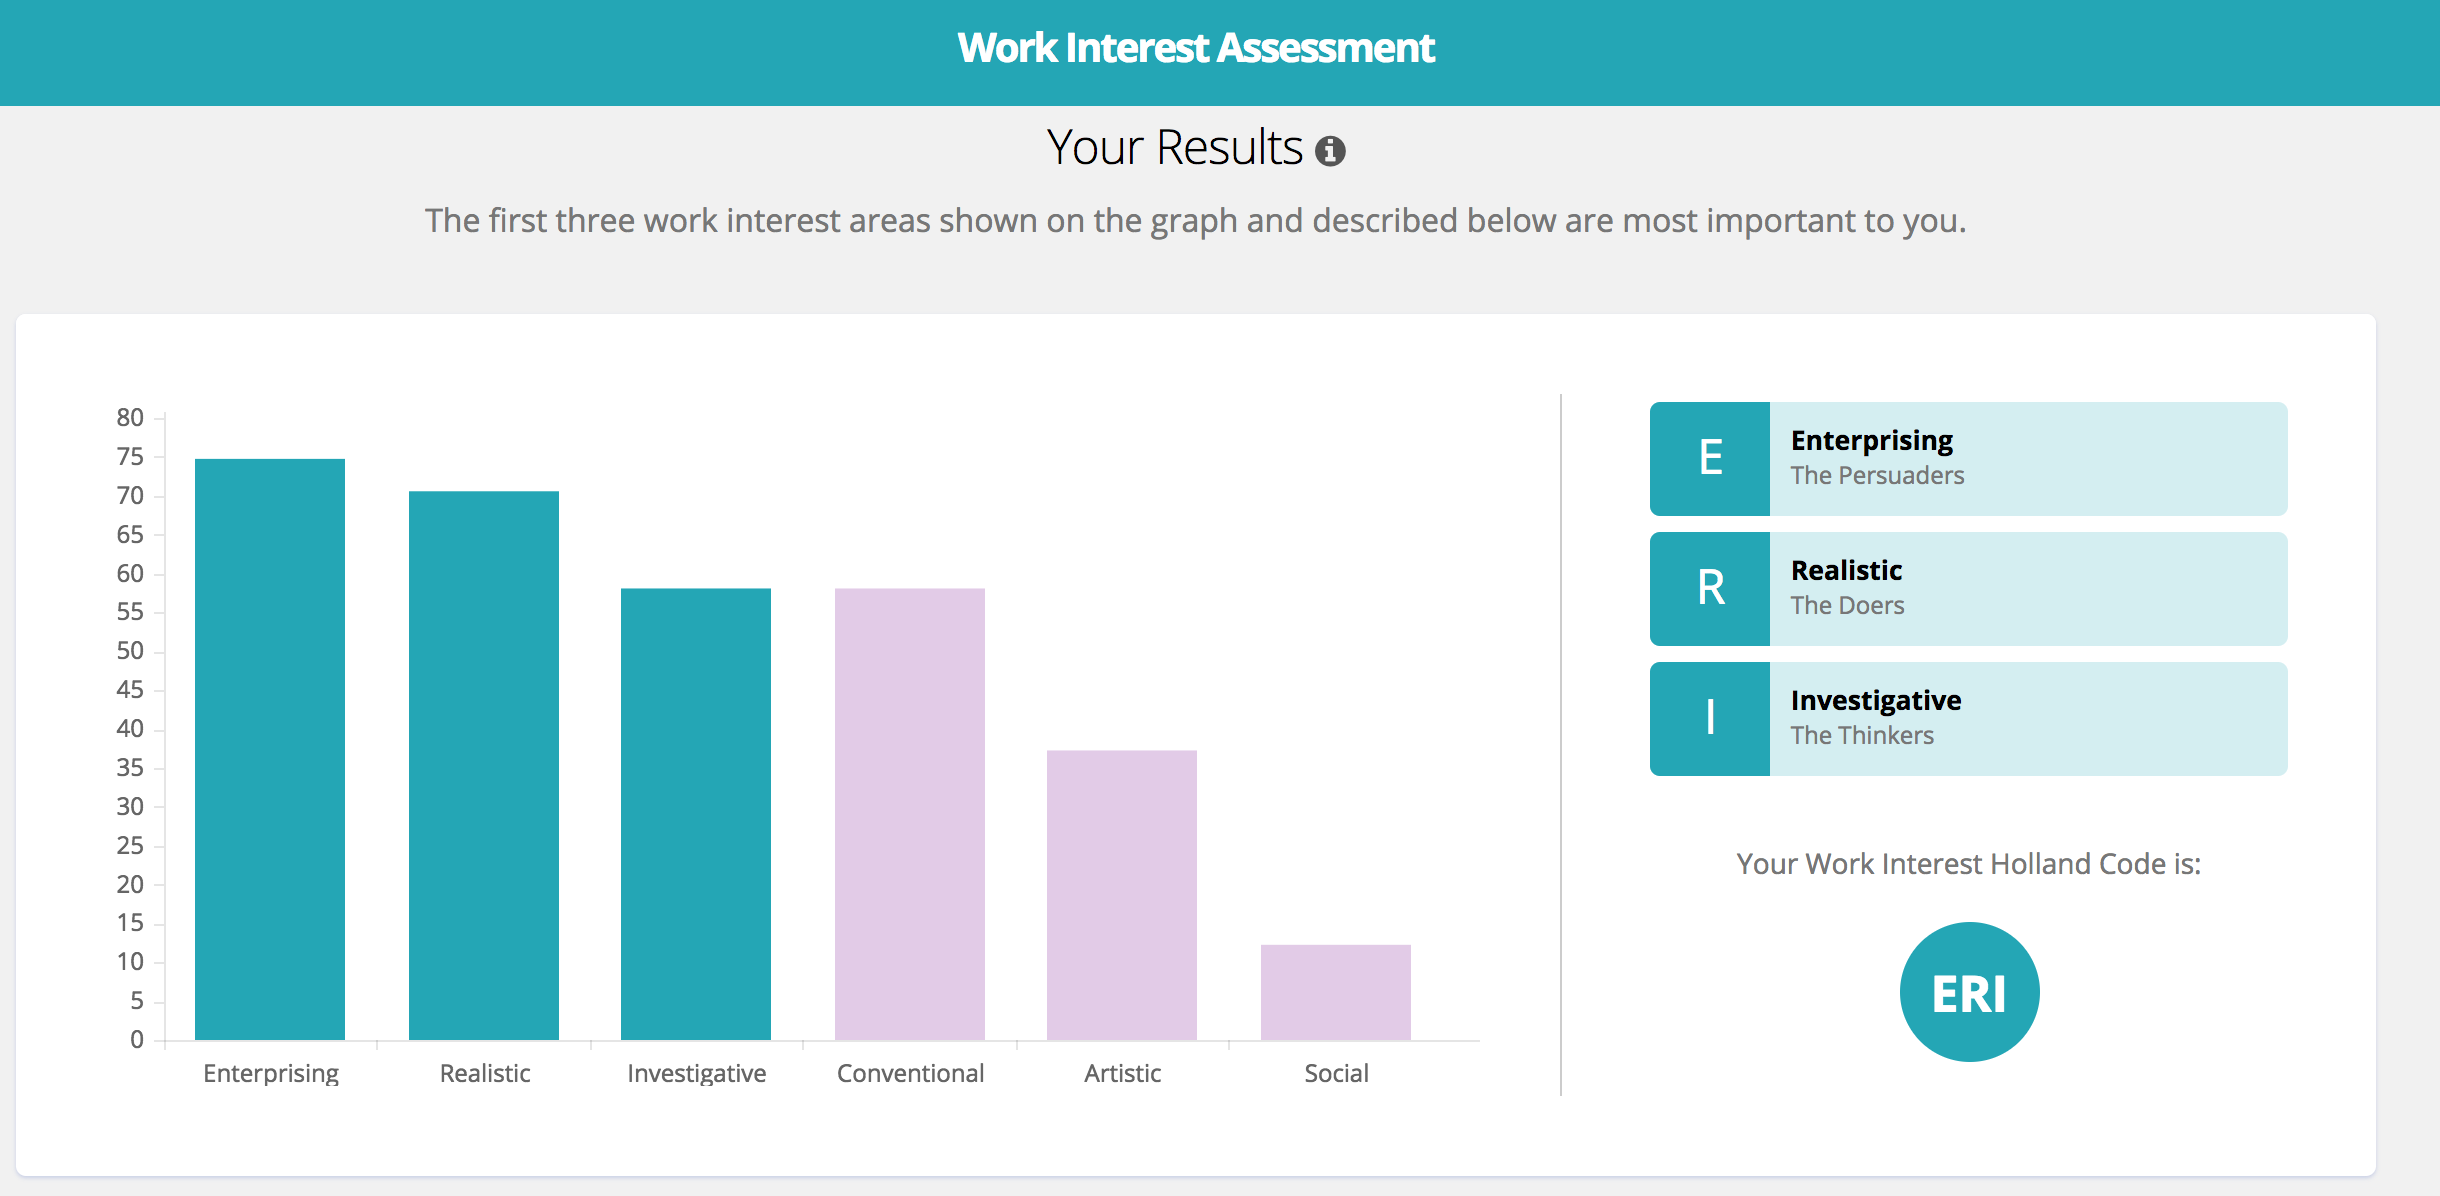 Work Interest Assessment
Your Results
The first three work interest areas shown on the graph and described below are most important to you.
80
75
70
65
60
55
50
45
40
35
30
25
20
15
10
5
0
Enterprising Realistic Investigative Conventional Artistic Social
E
Enterprising
The Persuaders
R
Realistic
The Doers
I
Investigative
The Thinkers
Your Work Interest Holland Code is:
ERI